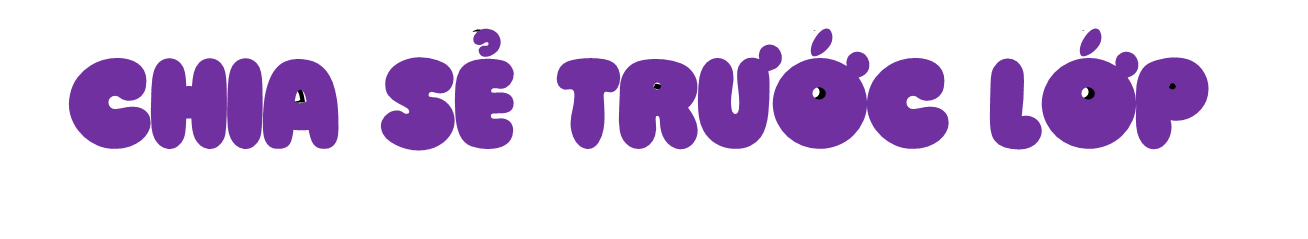 CHIA SẺ TRƯỚC LỚP